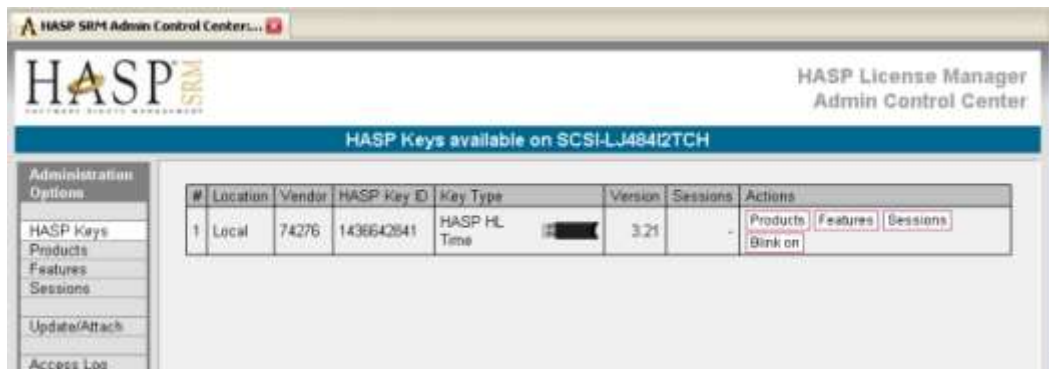 HASP SRM Admin Control Center:...
HASP SRM
HASP License Manager
Admin Control Center
HASP Keys available on SCSI-LJ484I2TCH
Administration
Options
# Location Vendor HASP Key ID Key Type Version Sessions Actions
1 Local 74276 1436642841 HASP HL Time 3.21 - Products Features Sessions
Blink on
HASP Keys
Products
Features
Sessions
Update/Attach
Access Log